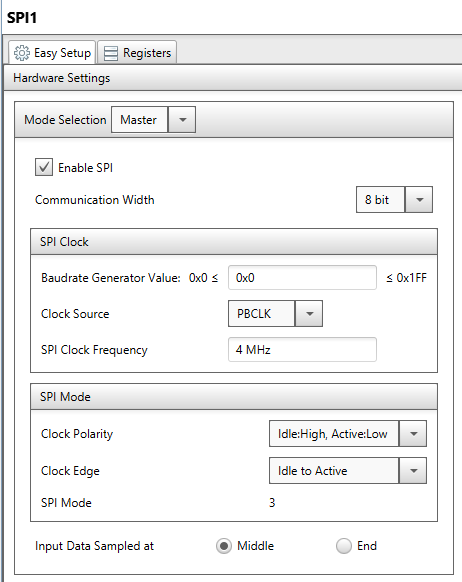 SPI1
Easy Setup Registers
Hardware Settings
Mode Selection Master
Enable SPI
Communication Width 8 bit
SPI Clock
Baudrate Generator Value: 0x0 ≤ 0x0 ≤ 0x1FF
Clock Source PBCLK
SPI Clock Frequency 4 MHz
SPI Mode
Clock Polarity Idle:High, Active:Low
Clock Edge Idle to Active
SPI Mode 3
Input Data Sampled at Middle End